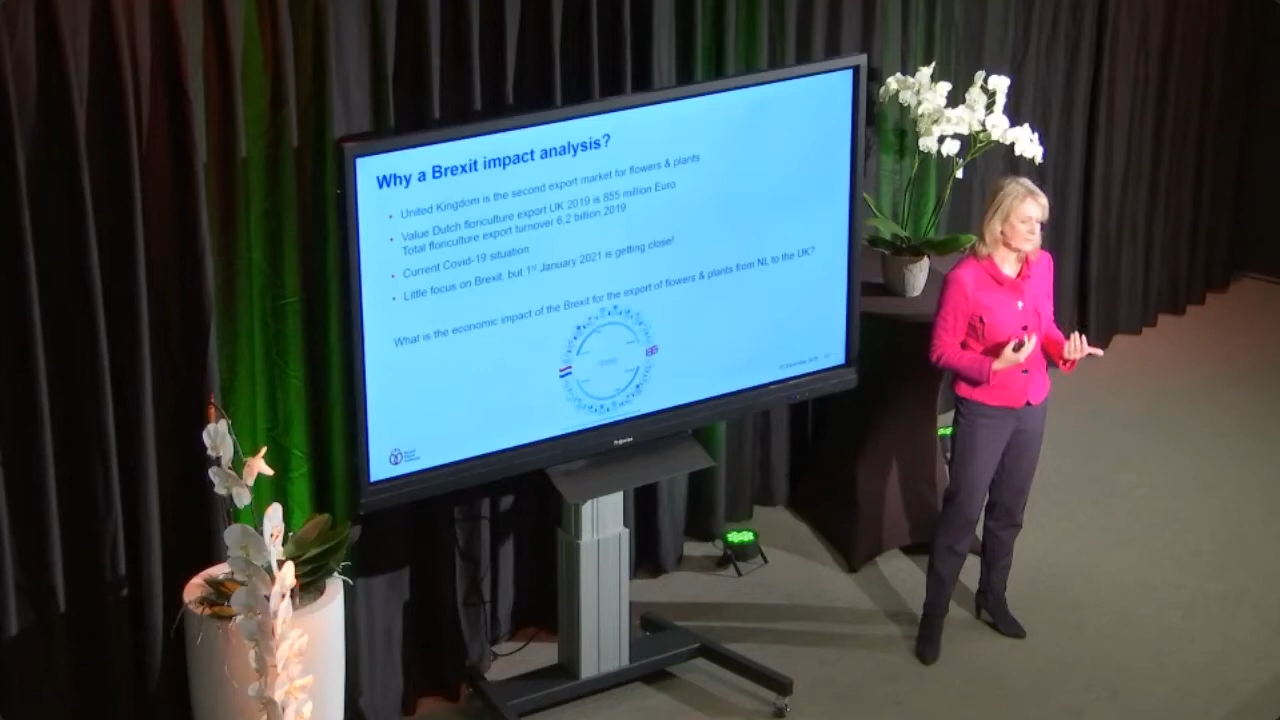 Why a Brexit impact analysis?
• United Kingdom is the second export market for flowers & plants
• Value Dutch floriculture export UK 2019 is 855 million Euro
Total floriculture export turnover 6,2 billion 2019
• Current Covid-19 situation
• Little focus on Brexit, but 1st January 2021 is getting close!
What is the economic impact of the Brexit for the export of flowers & plants from NL to the UK?